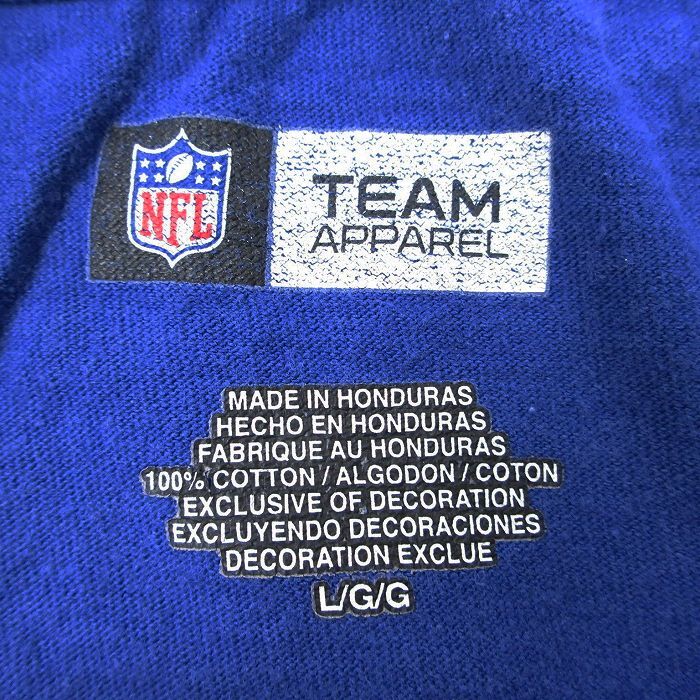 NFL
TEAM
APPAREL
MADE IN HONDURAS
HECHO EN HONDURAS
FABRIQUE AU HONDURAS
100% COTTON / ALGODON / COTON
EXCLUSIVE OF DECORATION
EXCLUYENDO DECORACIONES
DECORATION EXCLUE
L/G/G